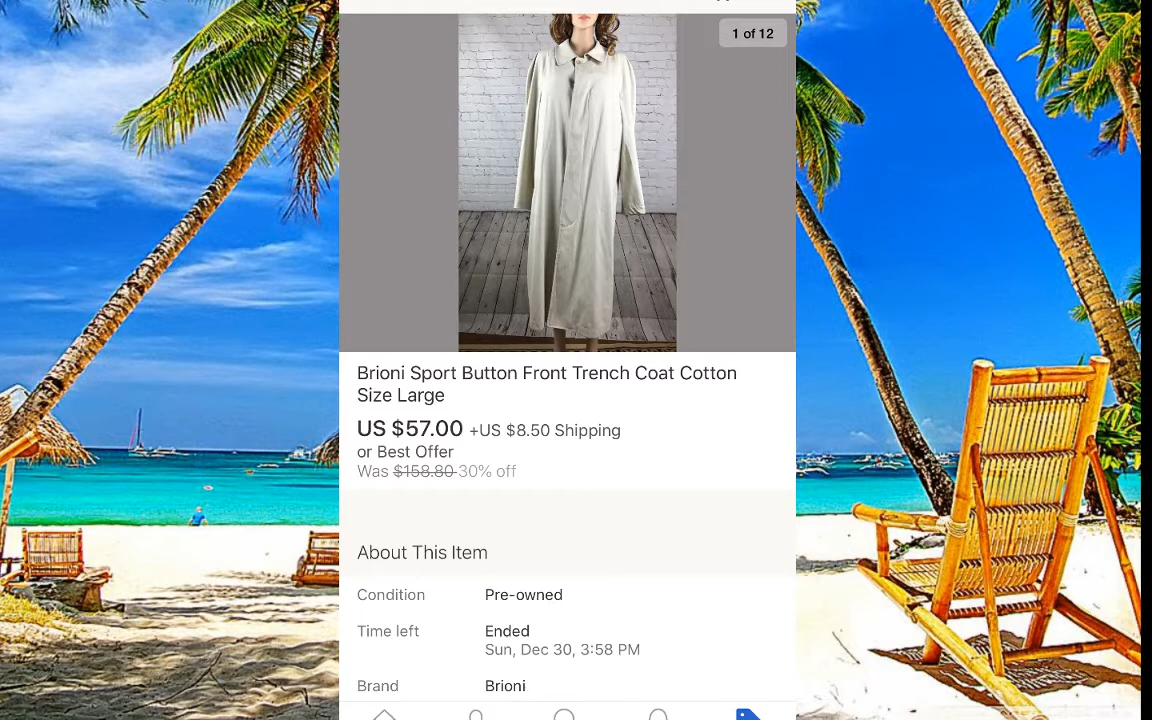 1 of 12
Brioni Sport Button Front Trench Coat Cotton
Size Large
US $57.00 +US $8.50 Shipping
or Best Offer
Was $158.80 30% off
About This Item
Condition Pre-owned
Time left Ended
Sun, Dec 30, 3:58 PM
Brand Brioni